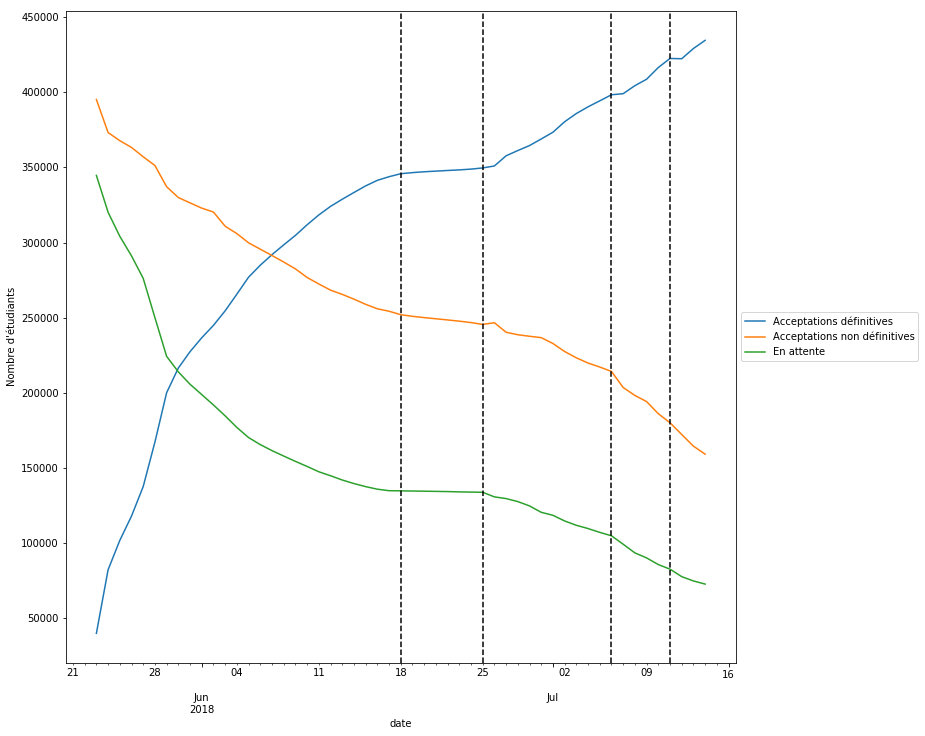 450000
400000
350000
300000
250000
200000
150000
100000
50000
Nombre d'étudiants
21 28 04 11 18 25 02 09 16
Jun Jul
2018
date
Acceptations définitives
Acceptations non définitives
En attente